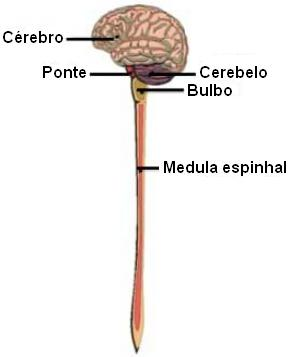 Cérebro
Ponte
Cerebelo
Bulbo
Medula espinhal